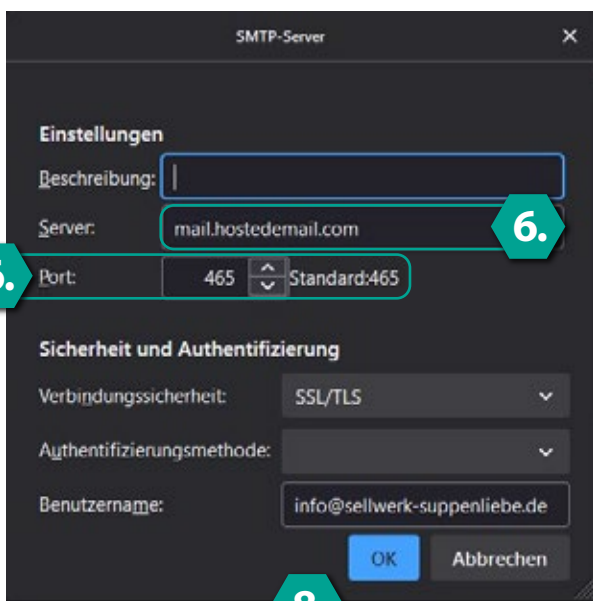 SMTP-Server
Einstellungen
Beschreibung:
Server: mail.hostedemail.com 6.
Port: 465 Standard:465
Sicherheit und Authentifizierung
Verbindungssicherheit: SSL/TLS
Authentifizierungsmethode:
Benutzername: info@sellwerk-suppenliebe.de
OK Abbrechen